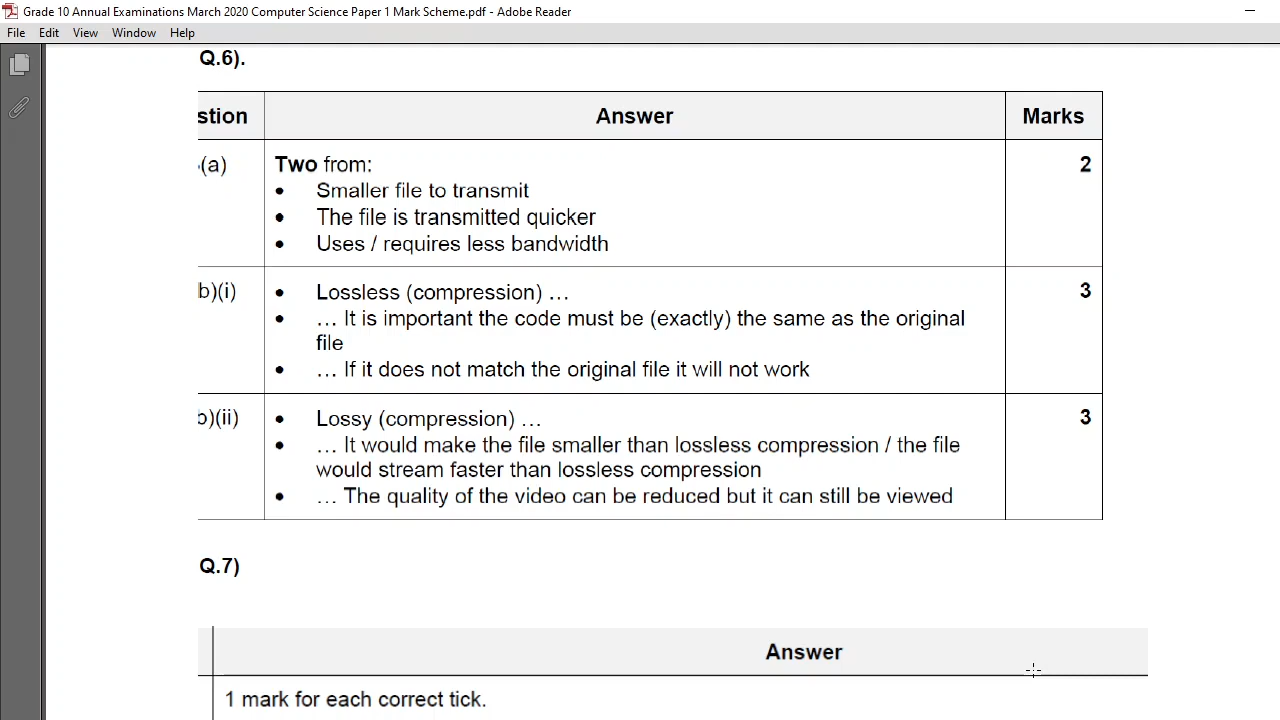 Grade 10 Annual Examinations March 2020 Computer Science Paper 1 Mark Scheme.pdf - Adobe Reader
File Edit View Window Help
Q.6).
stion Answer Marks
(a) Two from: 2
• Smaller file to transmit
• The file is transmitted quicker
• Uses / requires less bandwidth
b)(i) • Lossless (compression) … 3
• … It is important the code must be (exactly) the same as the original
file
• … If it does not match the original file it will not work
b)(ii) • Lossy (compression) … 3
• … It would make the file smaller than lossless compression / the file
would stream faster than lossless compression
• … The quality of the video can be reduced but it can still be viewed
Q.7)
Answer
1 mark for each correct tick.